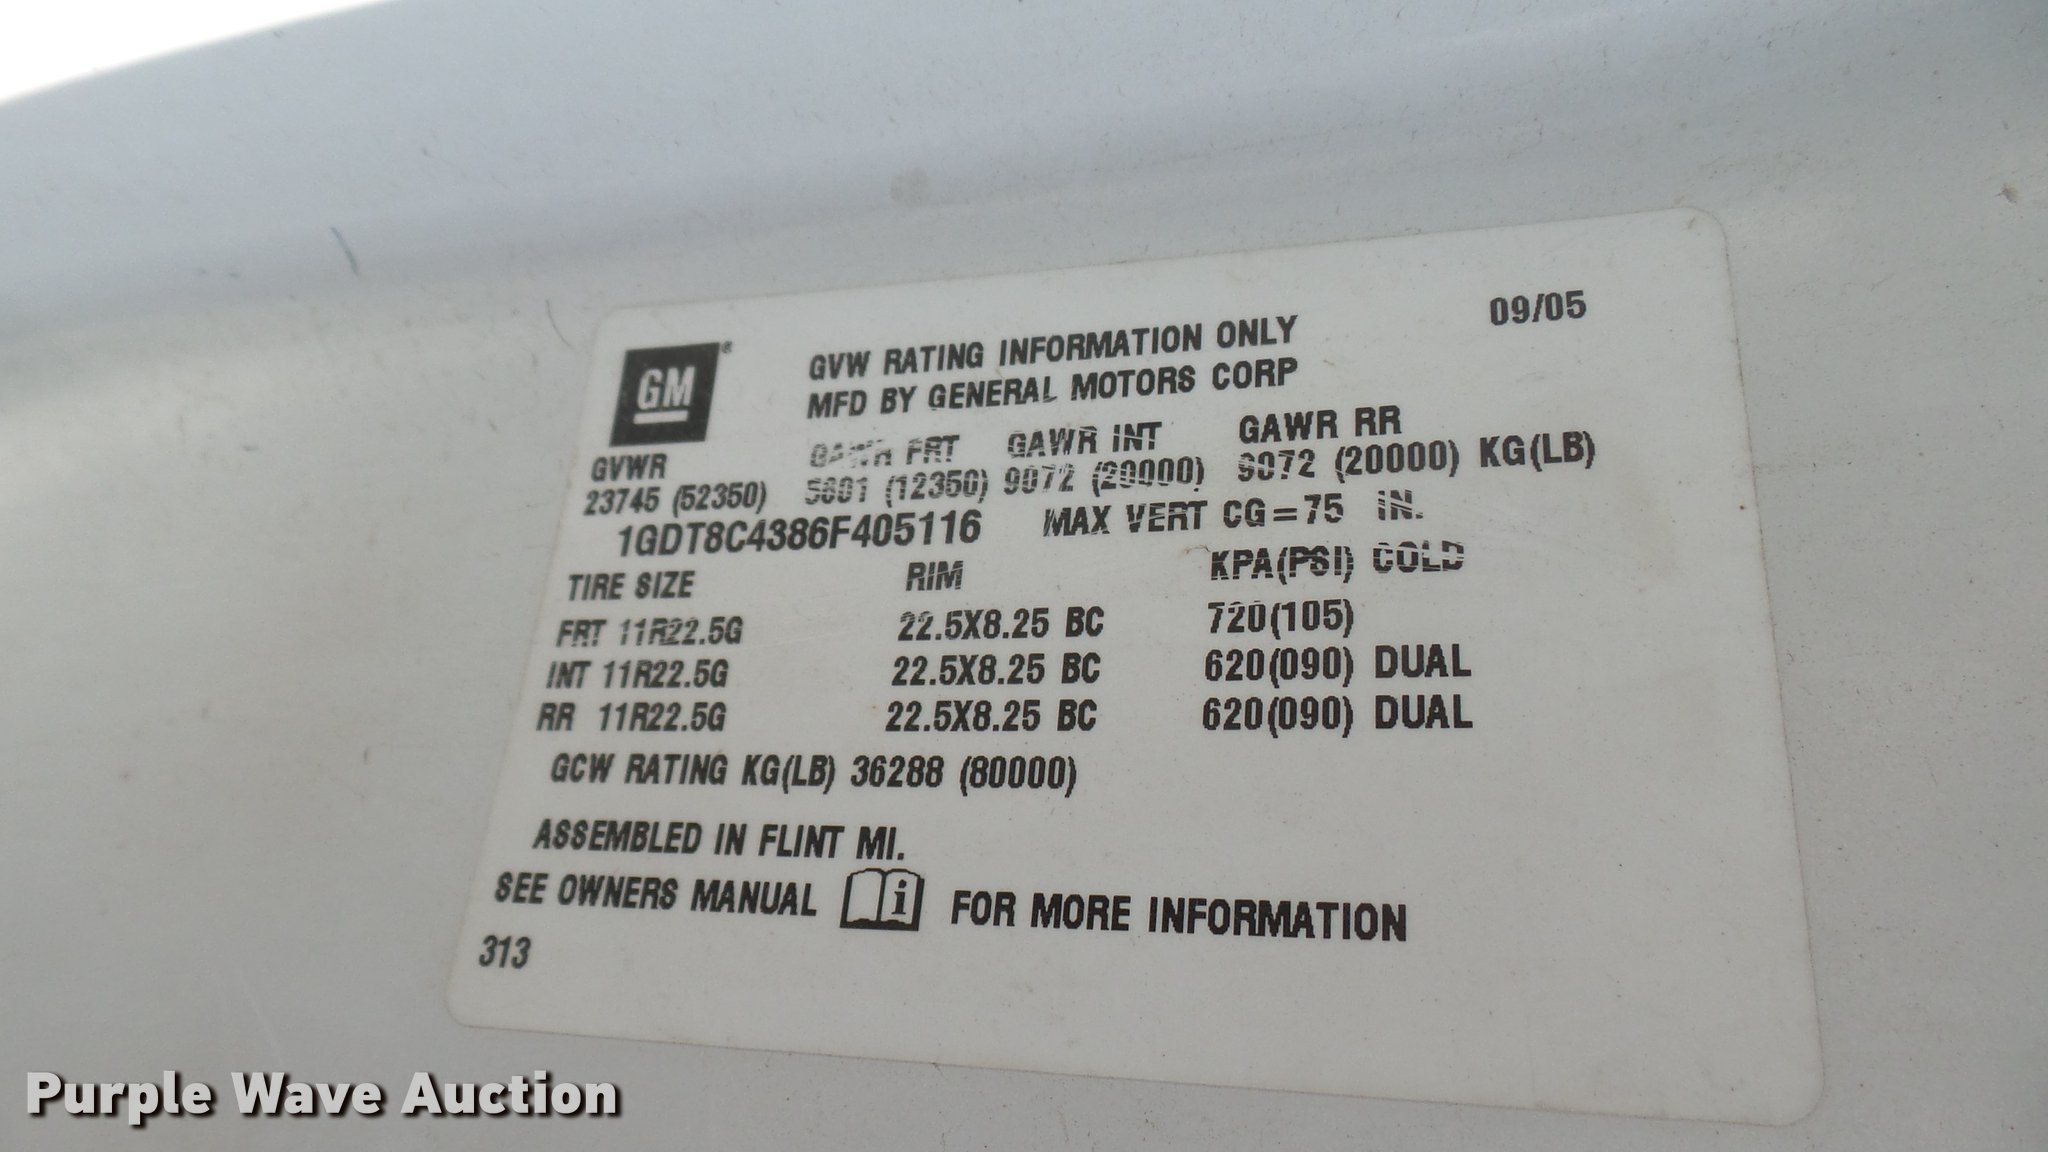 GM®
GVW RATING INFORMATION ONLY 09/05
MFD BY GENERAL MOTORS CORP
GVWR GAWR FRT GAWR INT GAWR RR
23745 (52350) 5601 (12350) 9072 (20000) 9072 (20000) KG(LB)
1GDT8C4386F405116 MAX VERT CG=75 IN.
TIRE SIZE RIM KPA(PSI) COLD
FRT 11R22.5G 22.5X8.25 BC 720(105)
INT 11R22.5G 22.5X8.25 BC 620(090) DUAL
RR 11R22.5G 22.5X8.25 BC 620(090) DUAL
GCW RATING KG(LB) 36288 (80000)
ASSEMBLED IN FLINT MI.
SEE OWNERS MANUAL i FOR MORE INFORMATION
313
Purple Wave Auction